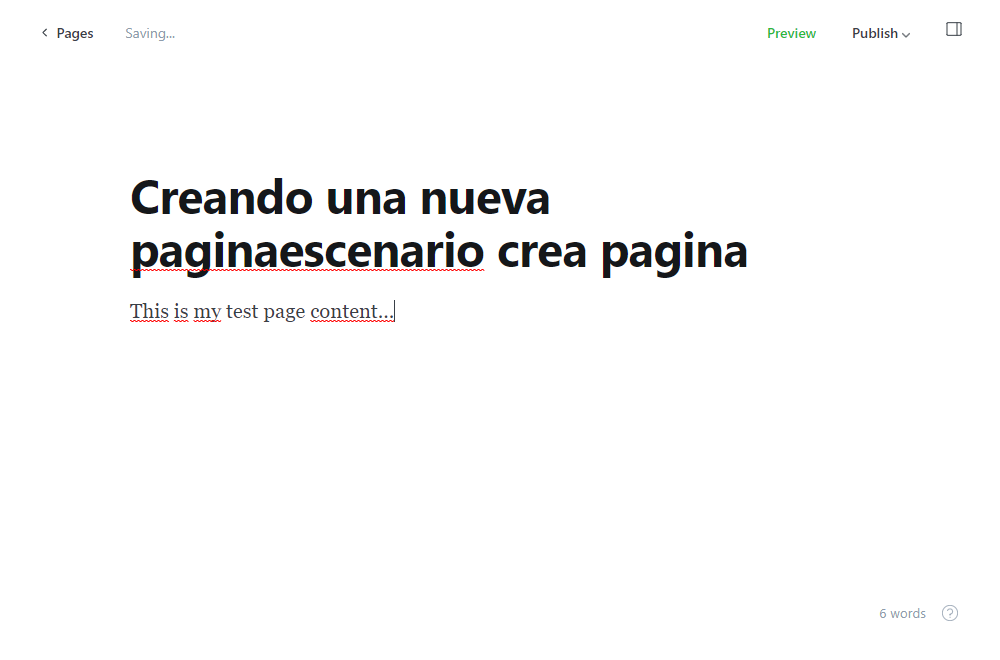 Pages Saving... Preview Publish
Creando una nueva
paginaescenario crea pagina
This is my test page content...
6 words ?